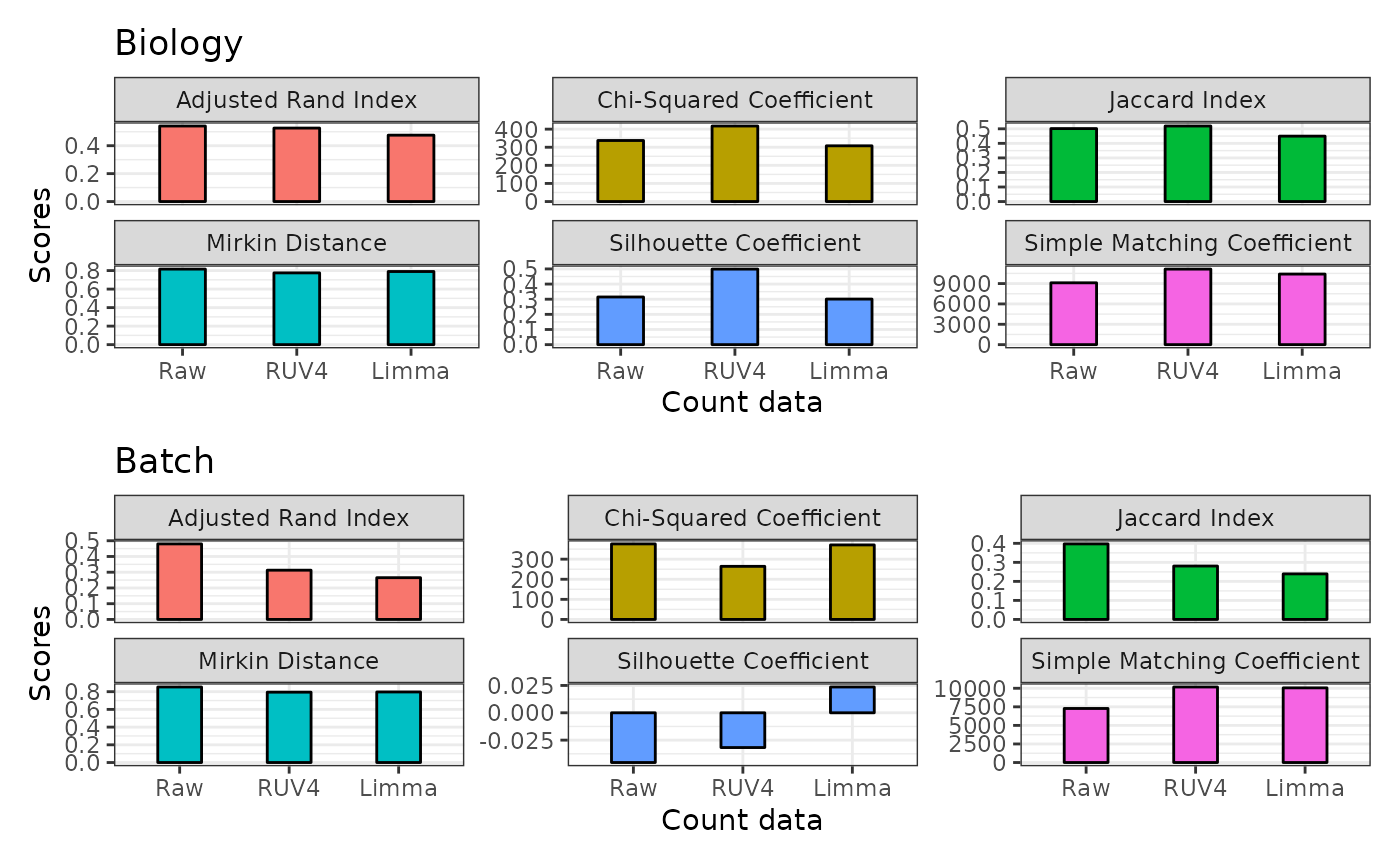 Biology
Adjusted Rand Index
Chi-Squared Coefficient
Jaccard Index
0.4
0.2
0.0
400
300
200
100
0
0.5
0.4
0.3
0.2
0.1
0.0
Scores
Mirkin Distance
Silhouette Coefficient
Simple Matching Coefficient
0.8
0.6
0.4
0.2
0.0
0.5
0.4
0.3
0.2
0.1
0.0
9000
6000
3000
0
Raw RUV4 Limma
Raw RUV4 Limma
Raw RUV4 Limma
Count data
Batch
Adjusted Rand Index
Chi-Squared Coefficient
Jaccard Index
0.5
0.4
0.3
0.2
0.1
0.0
300
200
100
0
0.4
0.3
0.2
0.1
0.0
Scores
Mirkin Distance
Silhouette Coefficient
Simple Matching Coefficient
0.8
0.6
0.4
0.2
0.0
0.025
0.000
-0.025
10000
7500
5000
2500
0
Raw RUV4 Limma
Raw RUV4 Limma
Raw RUV4 Limma
Count data